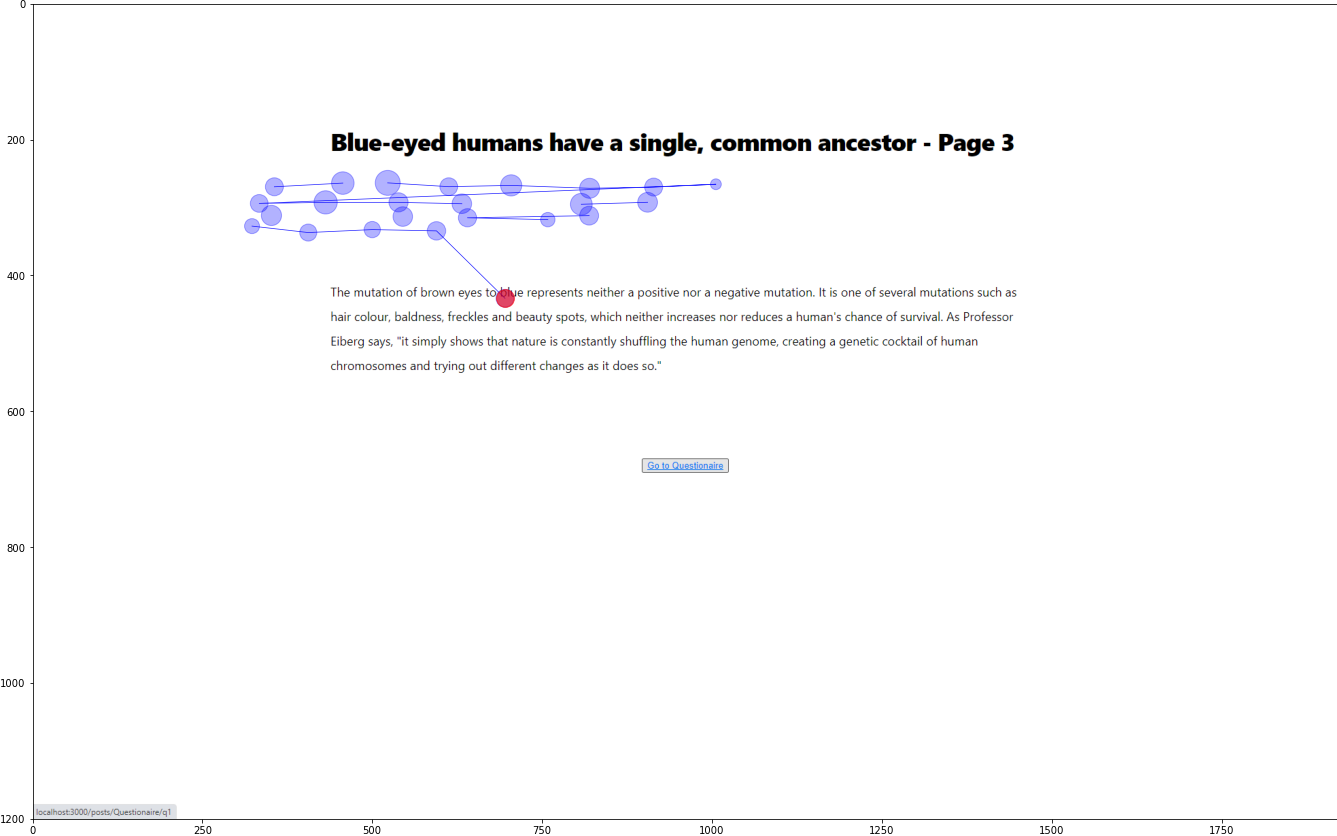 0
200
Blue-eyed humans have a single, common ancestor - Page 3
400
The mutation of brown eyes to blue represents neither a positive nor a negative mutation. It is one of several mutations such as
hair colour, baldness, freckles and beauty spots, which neither increases nor reduces a human's chance of survival. As Professor
Eiberg says, "it simply shows that nature is constantly shuffling the human genome, creating a genetic cocktail of human
chromosomes and trying out different changes as it does so."
600
Go to Questionaire
800
1000
localhost:3000/posts/Questionaire/q1
1200
0 250 500 750 1000 1250 1500 1750